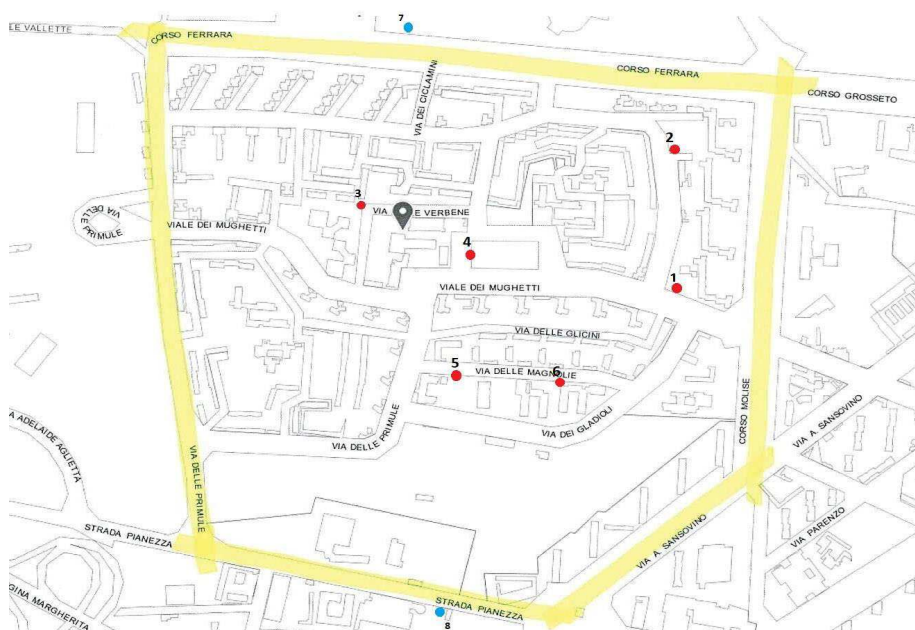 7
LE VALLETTE
CORSO FERRARA
CORSO FERRARA
CORSO GROSSETO
VIA DEI CICLAMINI
2
3
VIA E VERBENE
VIA DELLE PRIMULE
VIALE DEI MUGHETTI
4
1
VIALE DEI MUGHETTI
VIA DELLE GLICINI
5
VIA DELLE MAGNOLIE
6
VIA DEI GLADIOLI
CORSO MOLISE
VIA A. SANSOVINO
A ADELAIDE AGLIETTA
VIA DELLE PRIMULE
VIA DELLE PRIMULE
STRADA PIANEZZA
VIA A. SANSOVINO
VIA PARENZO
GINA MARGHERITA
STRADA PIANEZZA
8